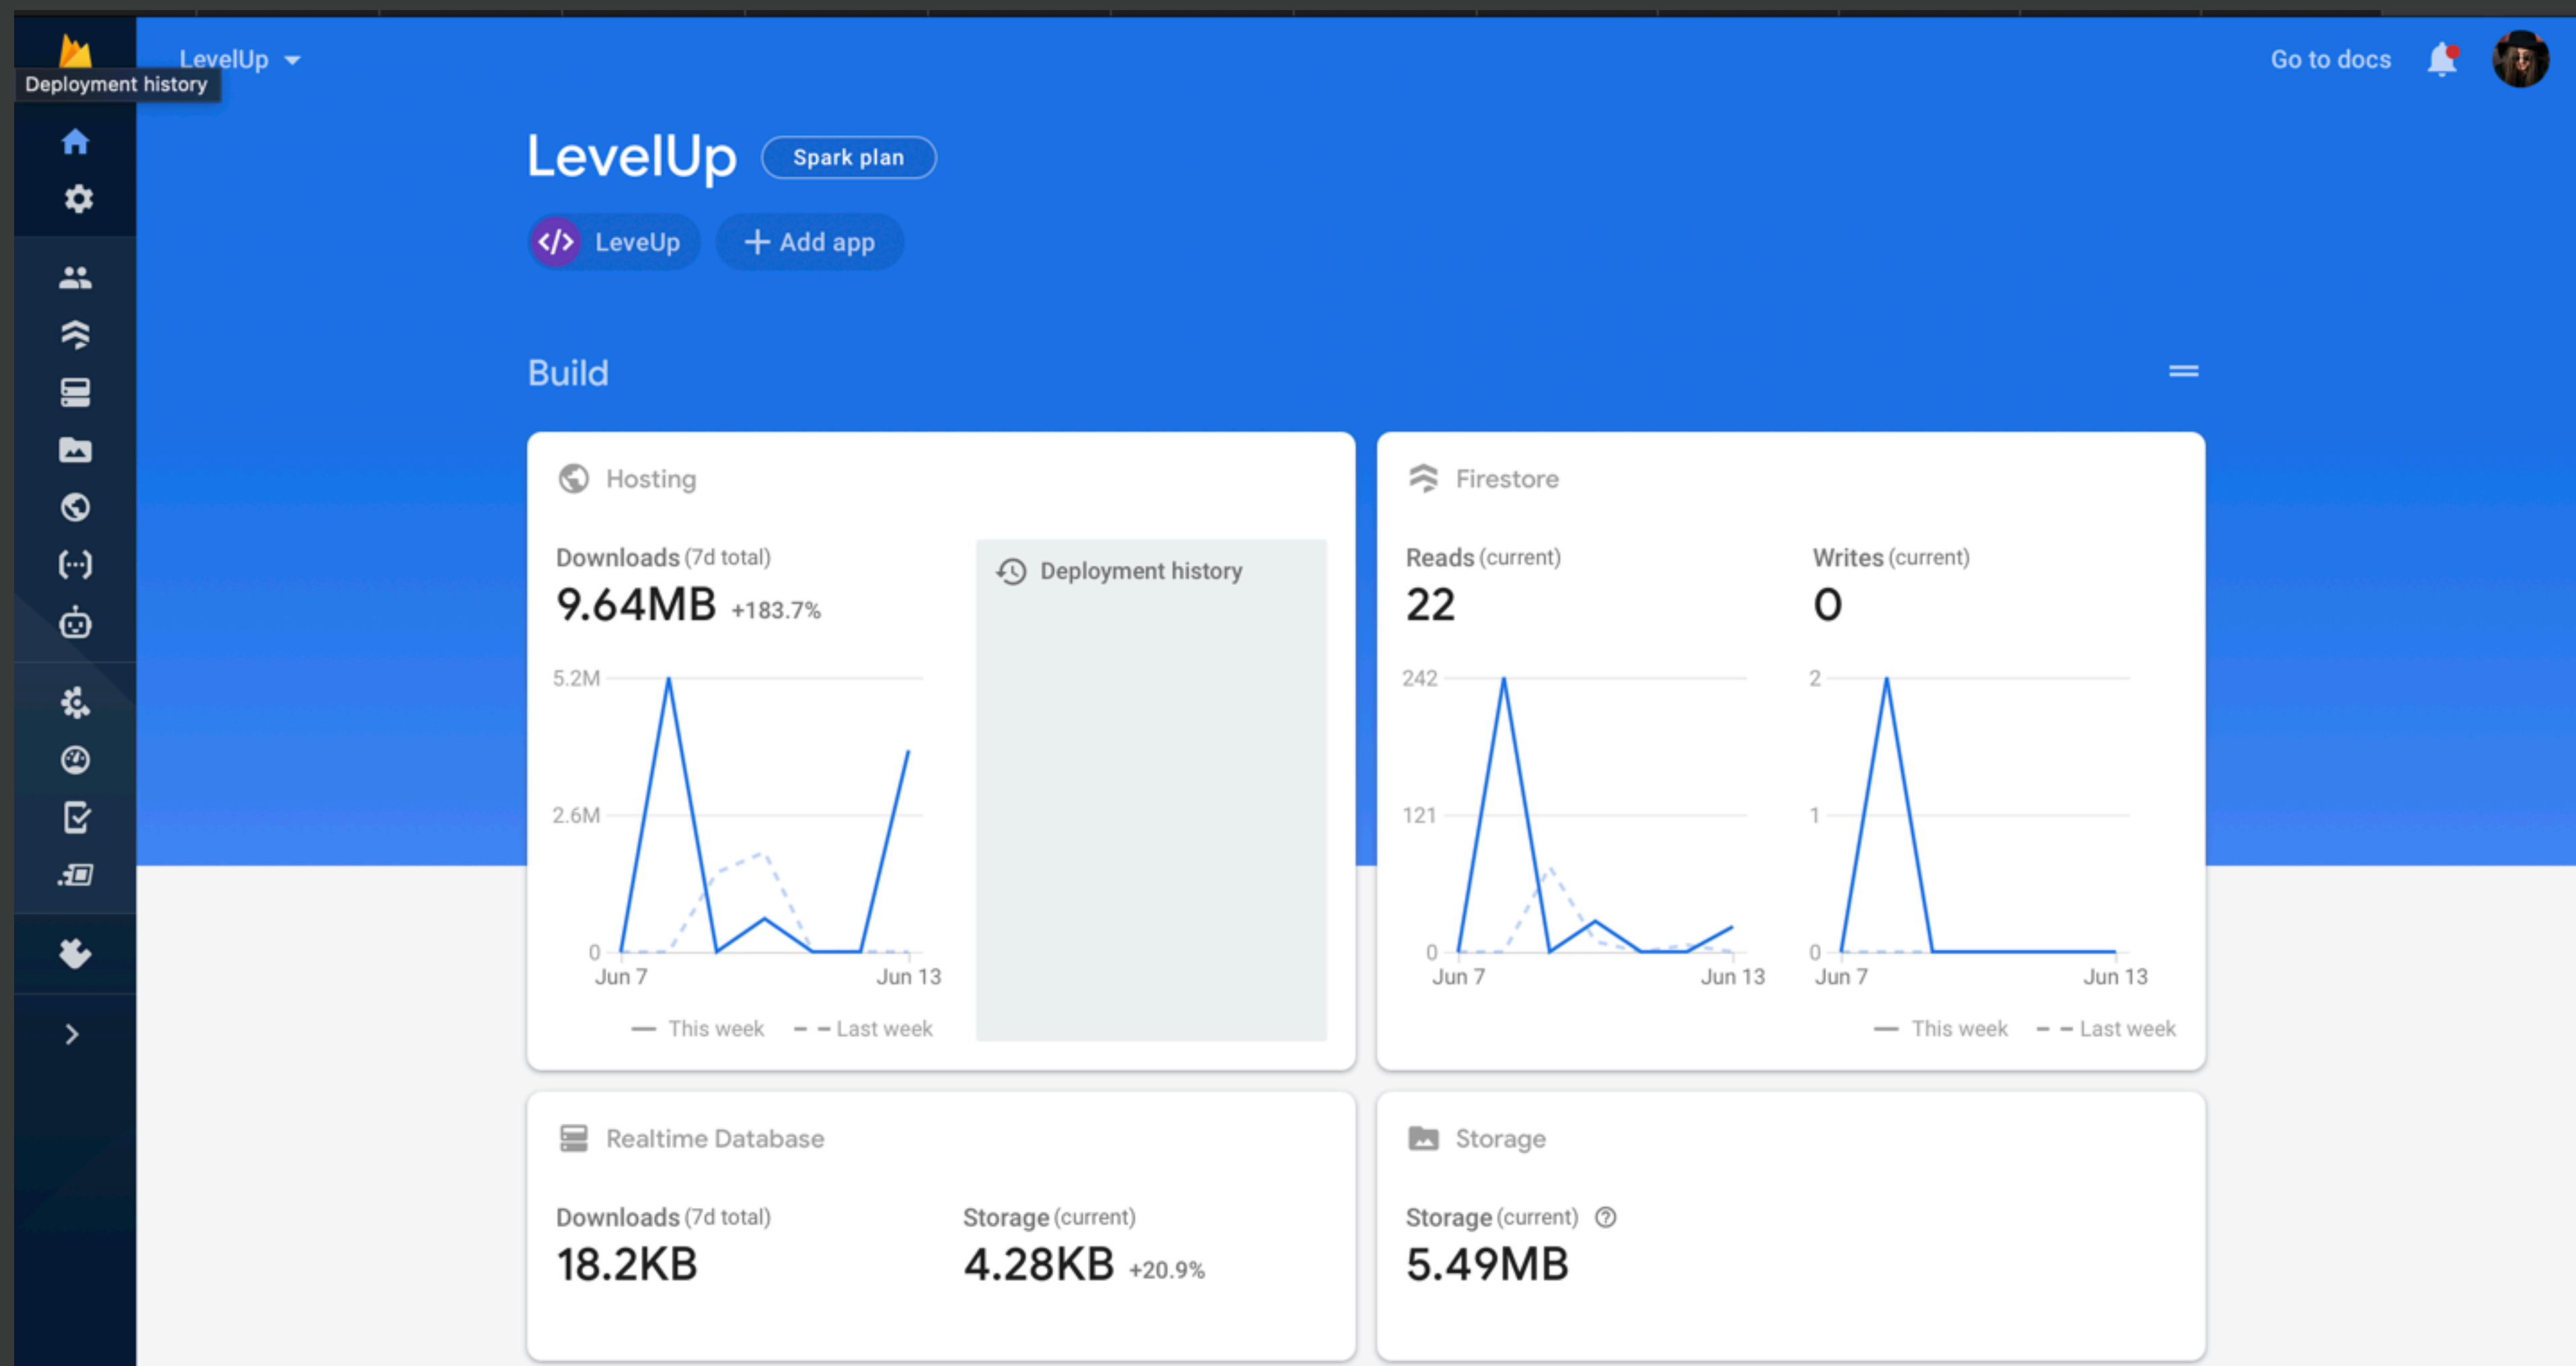 LevelUp
Go to docs
Deployment history
LevelUp
Spark plan
</> LeveUp
+ Add app
Build
Hosting
Downloads (7d total)
9.64MB +183.7%
5.2M
2.6M
0
Jun 7
Jun 13
This week
Last week
Deployment history
Firestore
Reads (current)
22
242
121
0
Jun 7
Jun 13
Writes (current)
0
2
1
0
Jun 7
Jun 13
This week
Last week
Realtime Database
Downloads (7d total)
18.2KB
Storage (current)
4.28KB +20.9%
Storage
Storage (current)
5.49MB